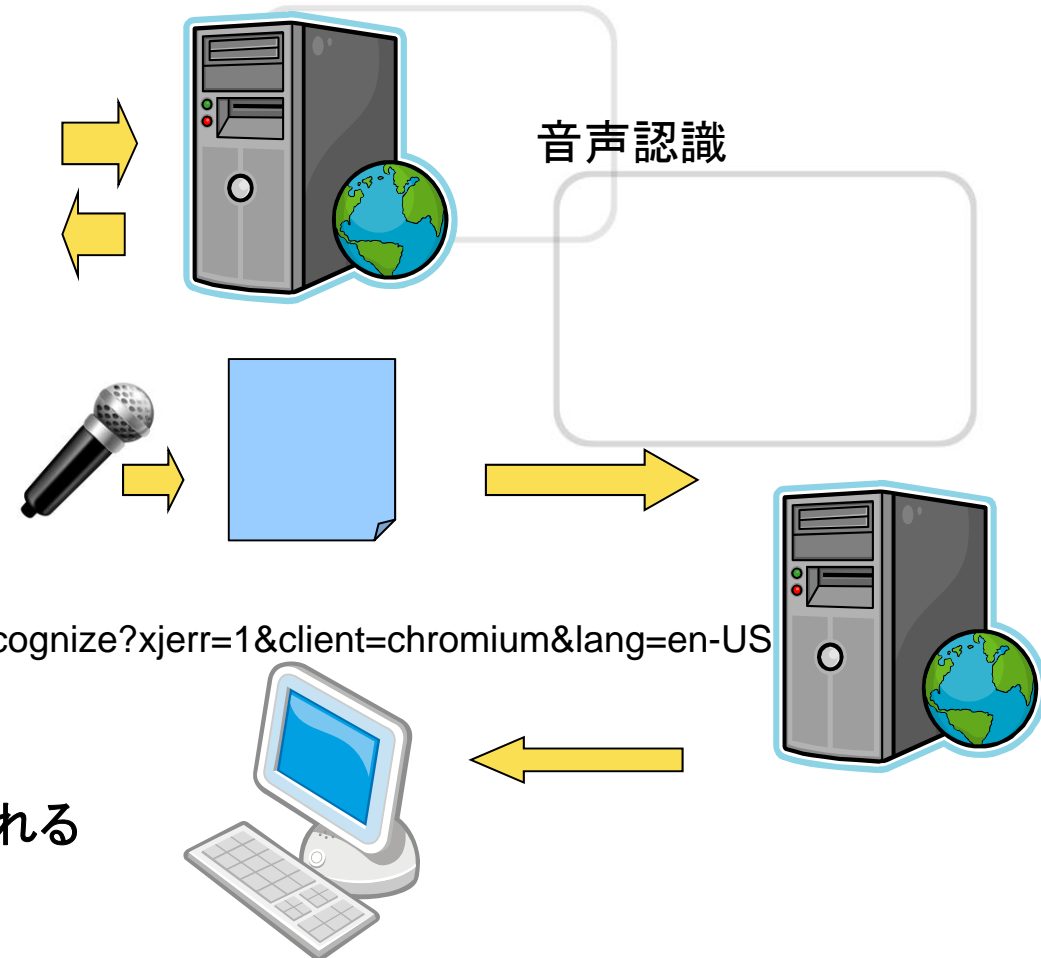 音声認識
cognize?xjerr=1&client=chromium&lang=en-US
れる